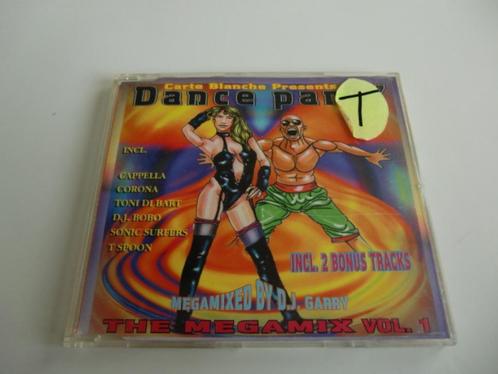 Carte Blanche Presents
Dance par
T
INCL.
CAPPELLA
CORONA
TONI DI BART
D.J. BOBO
SONIC SURFERS
T SPOON
INCL. 2 BONUS TRACKS
MEGAMIXED BY D.J. GARRY
THE MEGAMIX VOL. 1